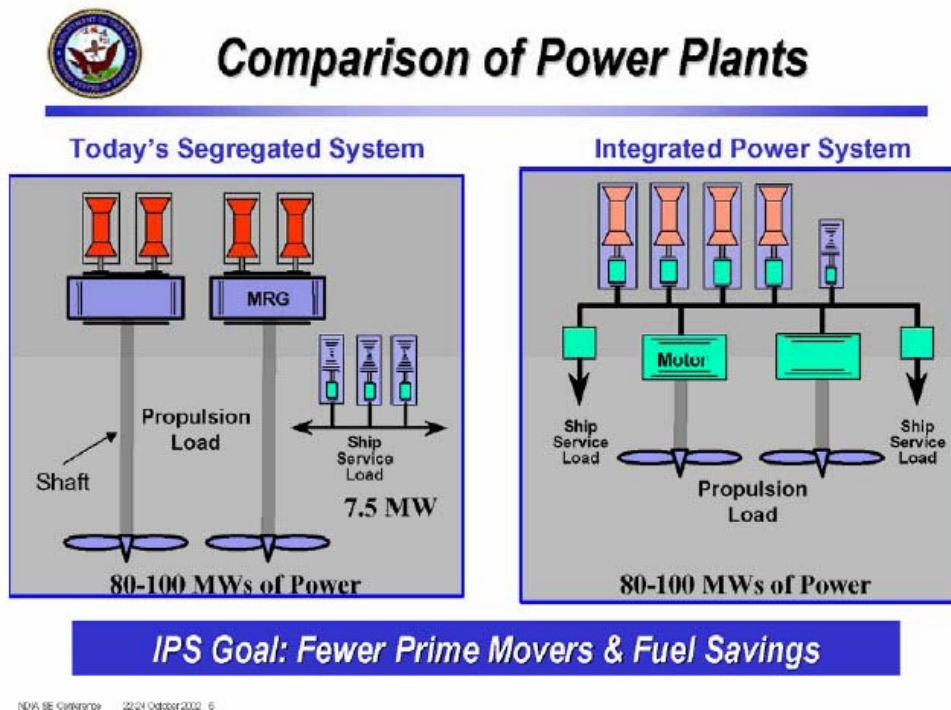 Comparison of Power Plants
Today's Segregated System
MRG
Propulsion
Load
Shaft
Ship
Service
Load
7.5 MW
80-100 MWs of Power
Integrated Power System
Motor
Ship
Service
Load
Ship
Service
Load
Propulsion
Load
80-100 MWs of Power
IPS Goal: Fewer Prime Movers & Fuel Savings
NDIA SE Conference 22-24 October 2002 6